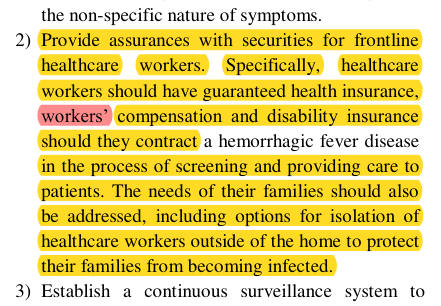 the non-specific nature of symptoms.
2) Provide assurances with securities for frontline
healthcare workers. Specifically, healthcare
workers should have guaranteed health insurance,
workers’ compensation and disability insurance
should they contract a hemorrhagic fever disease
in the process of screening and providing care to
patients. The needs of their families should also
be addressed, including options for isolation of
healthcare workers outside of the home to protect
their families from becoming infected.
3) Establish a continuous surveillance system to